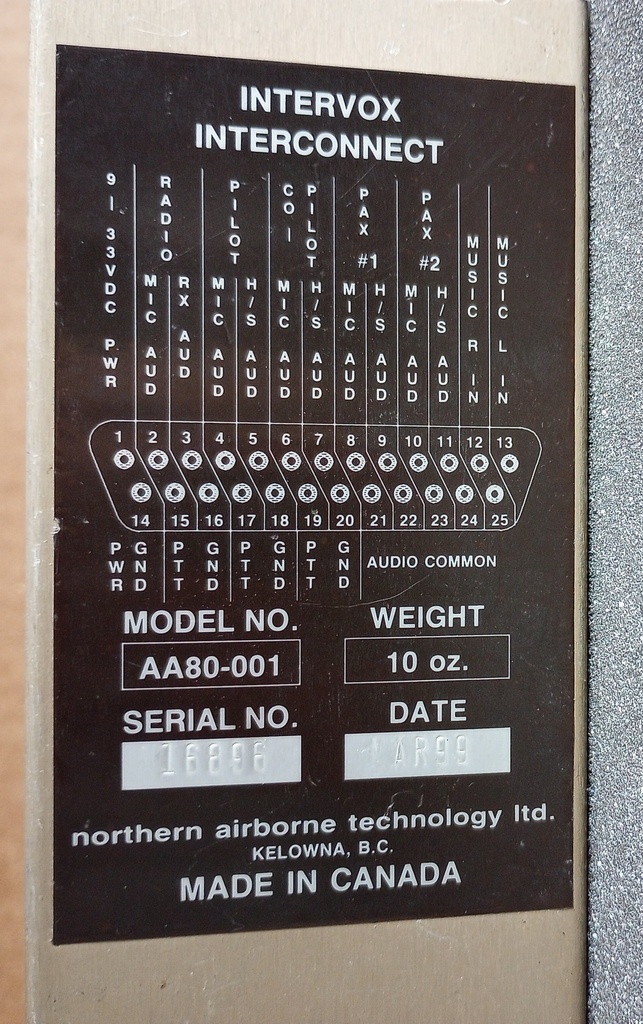 INTERVOX
INTERCONNECT
9-33VDC PWR
RADIO
MIC AUD
RX AUD
PILOT
MIC AUD
H/S AUD
CO-PILOT
MIC AUD
H/S AUD
PAX #1
MIC AUD
H/S AUD
PAX #2
MIC AUD
H/S AUD
MUSIC R IN
MUSIC L IN
1 2 3 4 5 6 7 8 9 10 11 12 13
14 15 16 17 18 19 20 21 22 23 24 25
PWR GND
PTT
GND
PTT
GND
PTT
GND
AUDIO COMMON
MODEL NO. WEIGHT
AA80-001 10 oz.
SERIAL NO. DATE
northern airborne technology ltd.
KELOWNA, B.C.
MADE IN CANADA